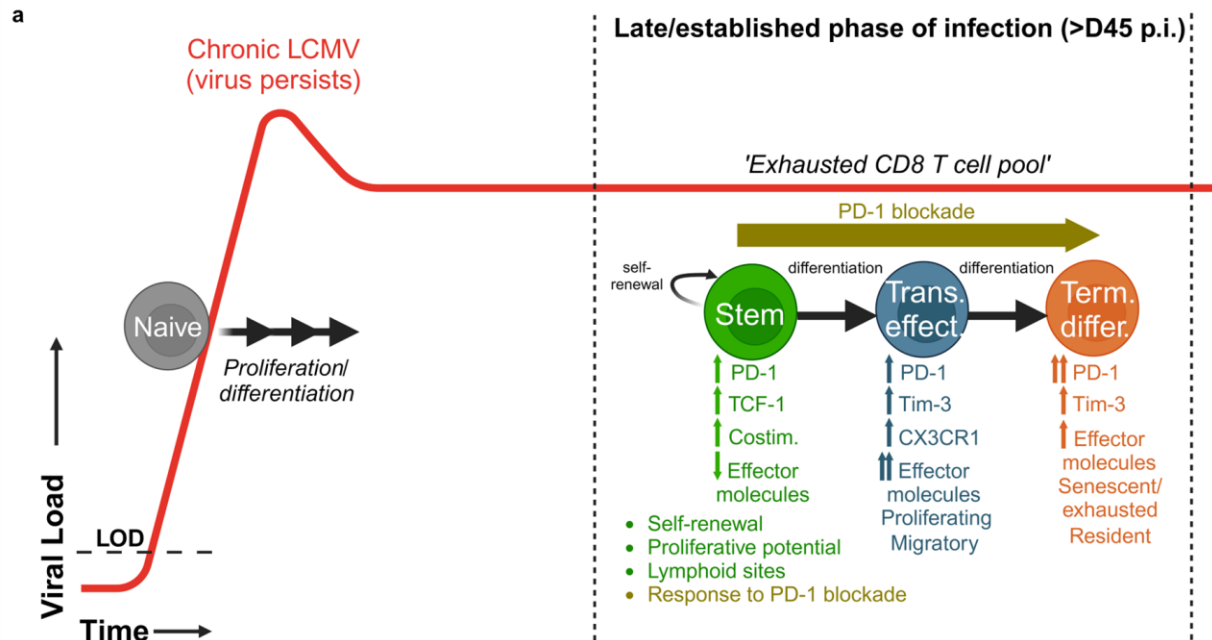 a
Late/established phase of infection (>D45 p.i.)
Chronic LCMV
(virus persists)
'Exhausted CD8 T cell pool'
PD-1 blockade
self-
renewal
differentiation
differentiation
Naive
Stem
Trans.
effect.
Term.
differ.
Proliferation/
differentiation
PD-1
TCF-1
Costim.
Effector
molecules
PD-1
Tim-3
CX3CR1
Effector
molecules
Proliferating
Migratory
PD-1
Tim-3
Effector
molecules
Senescent/
exhausted
Resident
• Self-renewal
• Proliferative potential
• Lymphoid sites
• Response to PD-1 blockade
Viral Load
LOD
Time